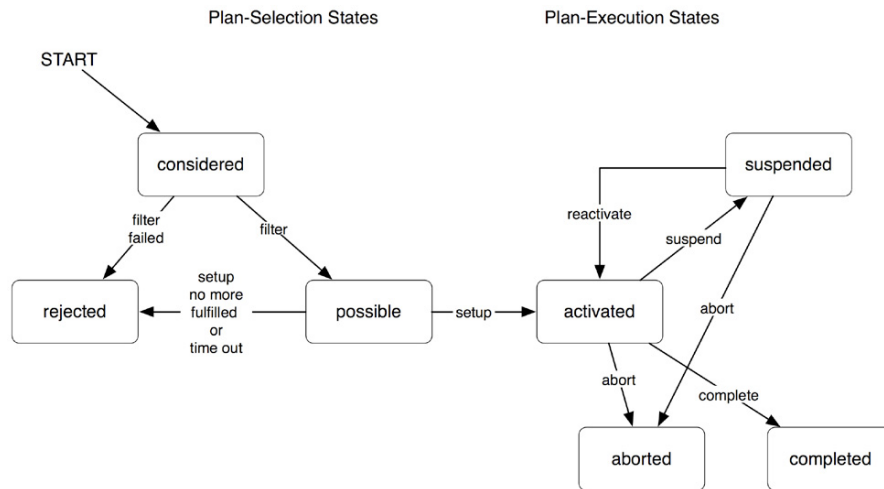 Plan-Selection States
Plan-Execution States
START
considered
suspended
filter
failed
filter
reactivate
suspend
setup
no more
fulfilled
or
time out
rejected
possible
setup
activated
abort
abort
complete
aborted
completed